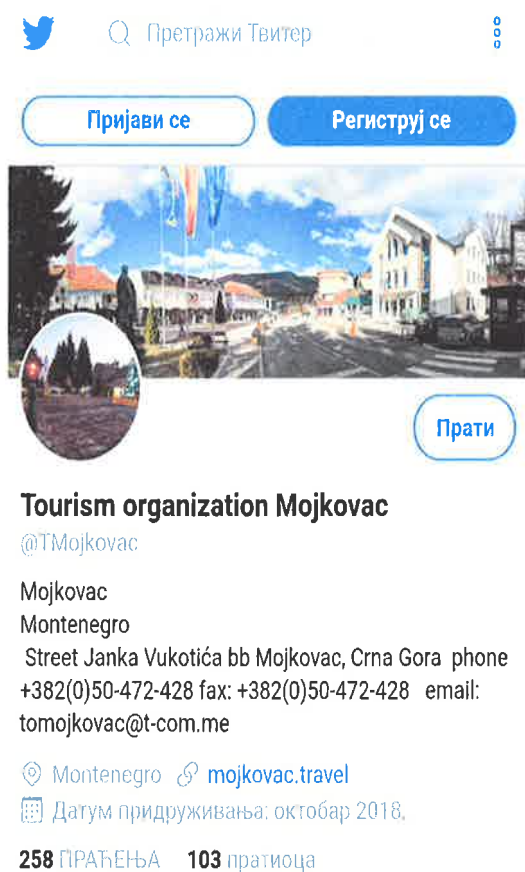 Претражи Твитер
Пријави се
Региструј се
Прати
Tourism organization Mojkovac
@TMojkovac
Mojkovac
Montenegro
Street Janka Vukotića bb Mojkovac, Crna Gora phone
+382(0)50-472-428 fax: +382(0)50-472-428 email:
tomojkovac@t-com.me
Montenegro mojkovac.travel
Датум придруживања: октобар 2018.
258 ПРАЋЕЊА 103 пратиоца